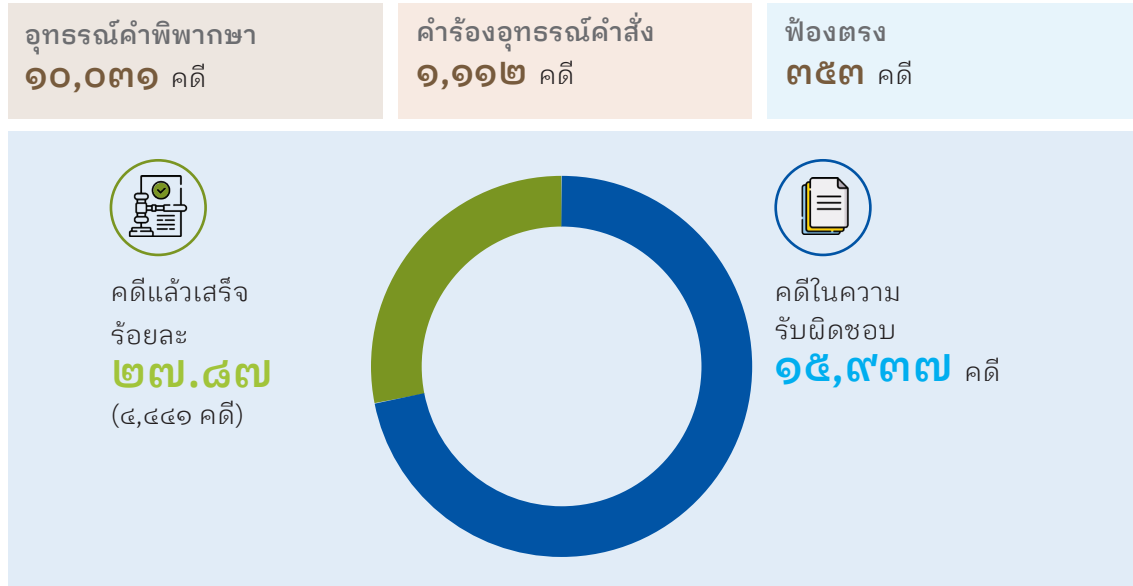 อุทธรณ์คำพิพากษา
๑๐,๐๓๑ คดี
คำร้องอุทธรณ์คำสั่ง
๑,๑๑๒ คดี
ฟ้องตรง
๓๕๓ คดี
คดีแล้วเสร็จ
ร้อยละ
๒๗.๘๗
(๔,๔๔๑ คดี)
คดีในความ
รับผิดชอบ
๑๕,๙๓๗ คดี